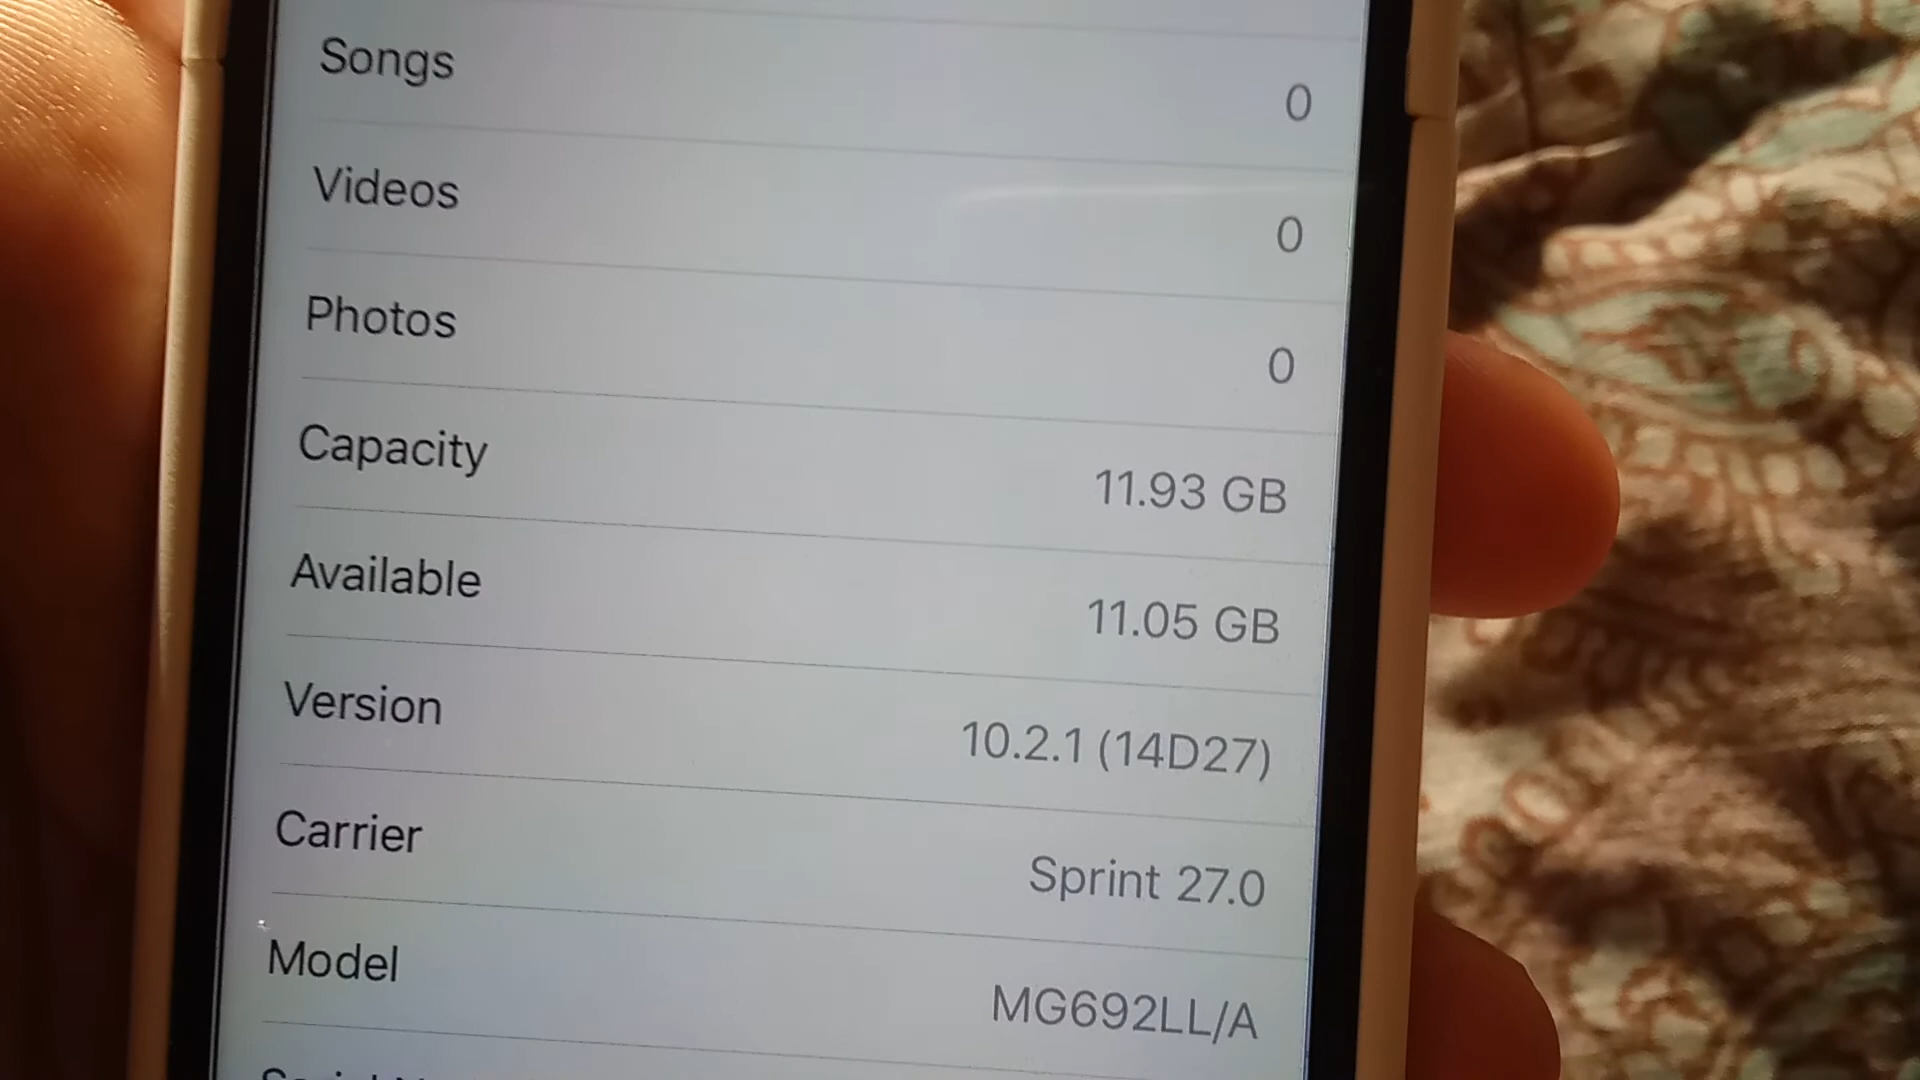 Songs 0
Videos 0
Photos 0
Capacity 11.93 GB
Available 11.05 GB
Version 10.2.1 (14D27)
Carrier Sprint 27.0
Model MG692LL/A